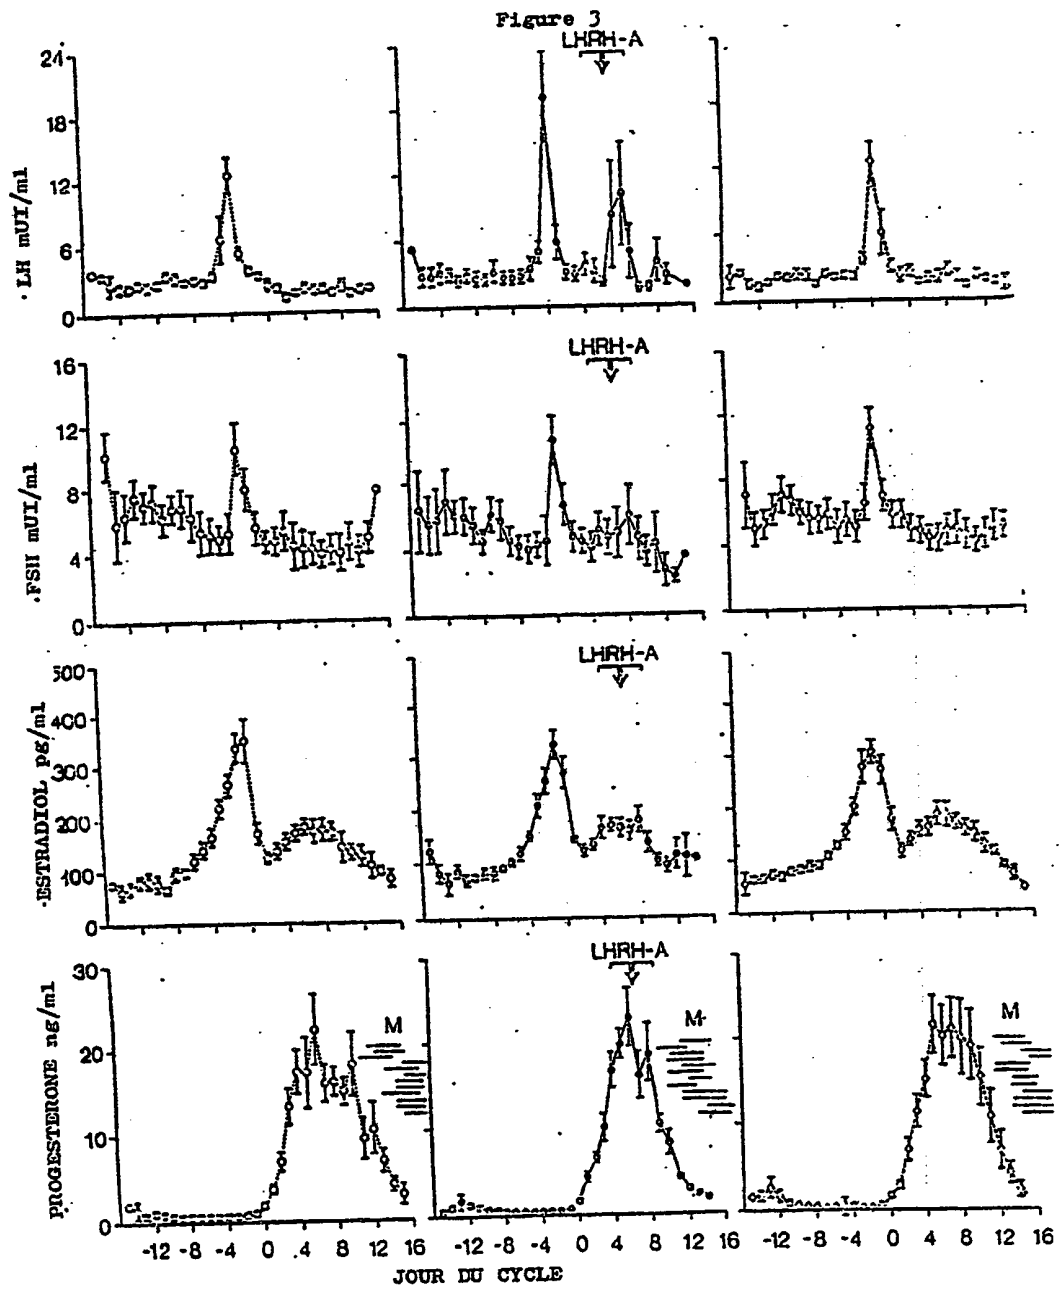 Figure 3
LHRH-A
24
18
12
6
0
LH mUI/ml
LHRH-A
16
12
8
4
0
FSH mUI/ml
LHRH-A
500
400
300
200
100
0
ESTRADIOL pg/ml
LHRH-A
30
20
10
0
PROGESTERONE ng/ml
M M M
-12 -8 -4 0 4 8 12 16 -12 -8 -4 0 4 8 12 16 -12 -8 -4 0 4 8 12 16
JOUR DU CYCLE